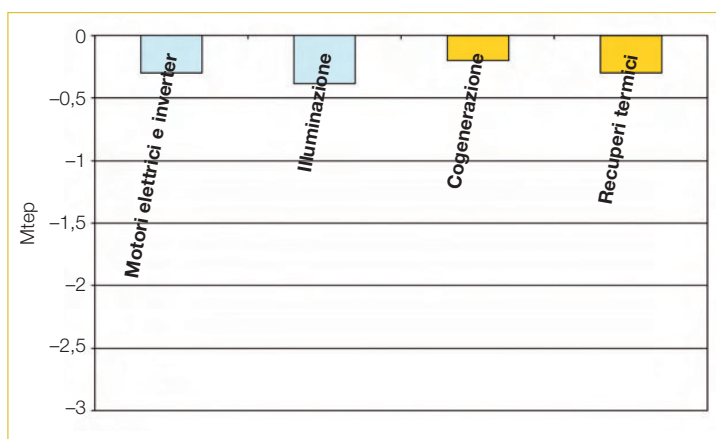 0
–0,5
–1
–1,5
–2
–2,5
–3
Mtep
Motori elettrici e inverter
Illuminazione
Cogenerazione
Recuperi termici